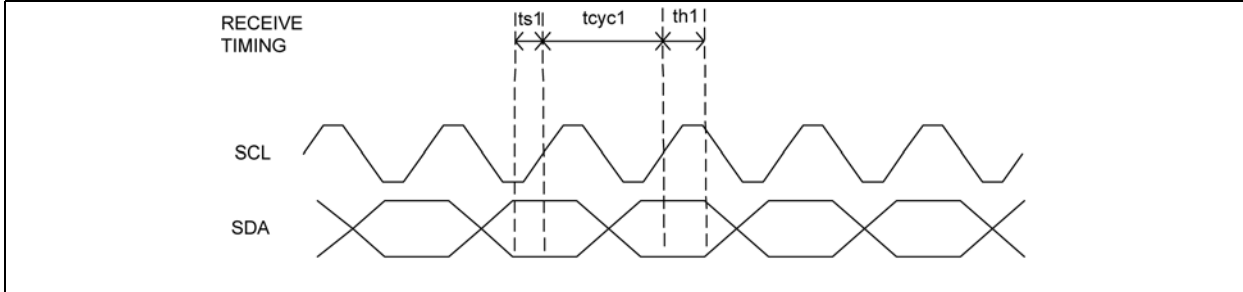 RECEIVE
TIMING
ts1
tcyc1
th1
SCL
SDA